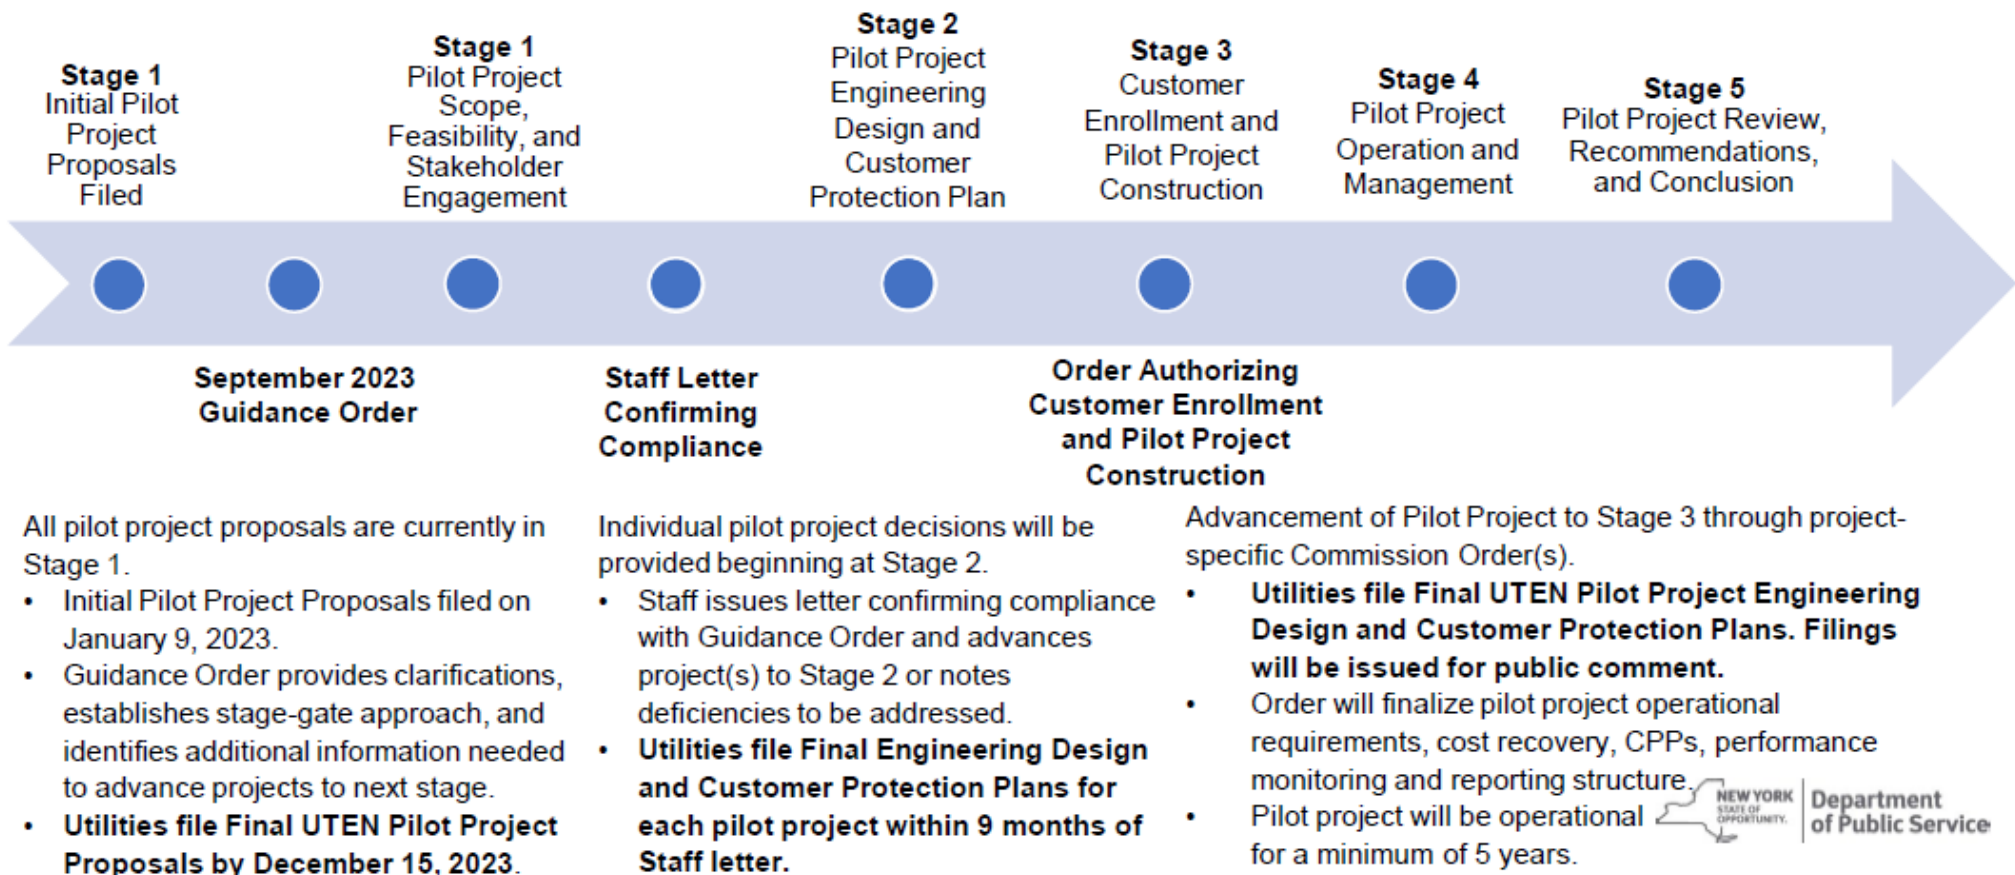 Stage 1
Initial Pilot
Project
Proposals
Filed
Stage 1
Pilot Project
Scope,
Feasibility, and
Stakeholder
Engagement
Stage 2
Pilot Project
Engineering
Design and
Customer
Protection Plan
Stage 3
Customer
Enrollment and
Pilot Project
Construction
Stage 4
Pilot Project
Operation and
Management
Stage 5
Pilot Project Review,
Recommendations,
and Conclusion
September 2023
Guidance Order
Staff Letter
Confirming
Compliance
Order Authorizing
Customer Enrollment
and Pilot Project
Construction
All pilot project proposals are currently in
Stage 1.
• Initial Pilot Project Proposals filed on
January 9, 2023.
• Guidance Order provides clarifications,
establishes stage-gate approach, and
identifies additional information needed
to advance projects to next stage.
• Utilities file Final UTEN Pilot Project
Proposals by December 15, 2023.
Individual pilot project decisions will be
provided beginning at Stage 2.
• Staff issues letter confirming compliance
with Guidance Order and advances
project(s) to Stage 2 or notes
deficiencies to be addressed.
• Utilities file Final Engineering Design
and Customer Protection Plans for
each pilot project within 9 months of
Staff letter.
Advancement of Pilot Project to Stage 3 through project-
specific Commission Order(s).
• Utilities file Final UTEN Pilot Project Engineering
Design and Customer Protection Plans. Filings
will be issued for public comment.
• Order will finalize pilot project operational
requirements, cost recovery, CPPs, performance
monitoring and reporting structure.
• Pilot project will be operational
for a minimum of 5 years.
NEW YORK
STATE OF
OPPORTUNITY.
Department
of Public Service